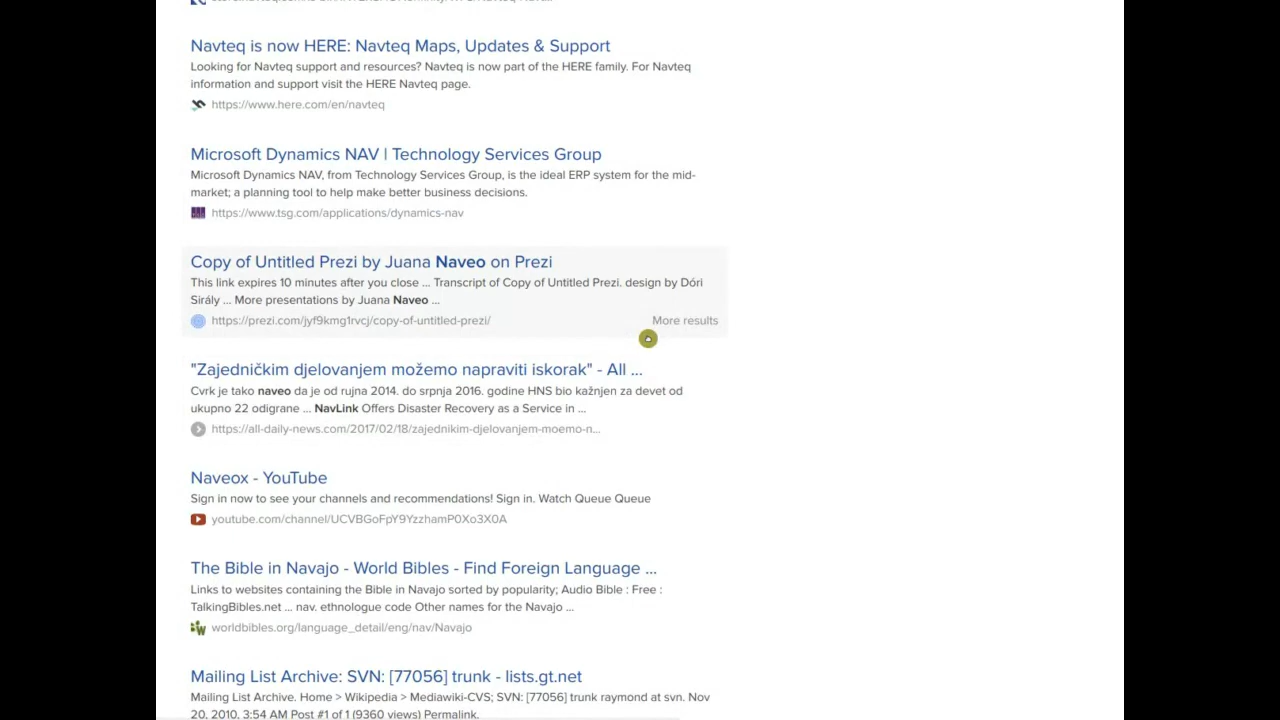 Navteq is now HERE: Navteq Maps, Updates & Support
Looking for Navteq support and resources? Navteq is now part of the HERE family. For Navteq
information and support visit the HERE Navteq page.
https://www.here.com/en/navteq
Microsoft Dynamics NAV | Technology Services Group
Microsoft Dynamics NAV, from Technology Services Group, is the ideal ERP system for the mid-
market; a planning tool to help make better business decisions.
https://www.tsg.com/applications/dynamics-nav
Copy of Untitled Prezi by Juana Naveo on Prezi
This link expires 10 minutes after you close ... Transcript of Copy of Untitled Prezi. design by Dóri
Sirály ... More presentations by Juana Naveo ...
https://prezi.com/jyf9kmg1rvcj/copy-of-untitled-prezi/ More results
"Zajedničkim djelovanjem možemo napraviti iskorak" - All ...
Cvrk je tako naveo da je od rujna 2014. do srpnja 2016. godine HNS bio kažnjen za devet od
ukupno 22 odigrane ... NavLink Offers Disaster Recovery as a Service in ...
https://all-daily-news.com/2017/02/18/zajednikim-djelovanjem-moemo-n...
Naveox - YouTube
Sign in now to see your channels and recommendations! Sign in. Watch Queue Queue
youtube.com/channel/UCVBGoFpY9YzzhamP0Xo3X0A
The Bible in Navajo - World Bibles - Find Foreign Language ...
Links to websites containing the Bible in Navajo sorted by popularity; Audio Bible : Free :
TalkingBibles.net ... nav. ethnologue code Other names for the Navajo ...
worldbibles.org/language_detail/eng/nav/Navajo
Mailing List Archive: SVN: [77056] trunk - lists.gt.net
Mailing List Archive. Home > Wikipedia > Mediawiki-CVS; SVN: [77056] trunk raymond at svn. Nov
20, 2010, 3:54 AM Post #1 of 1 (9360 views) Permalink.